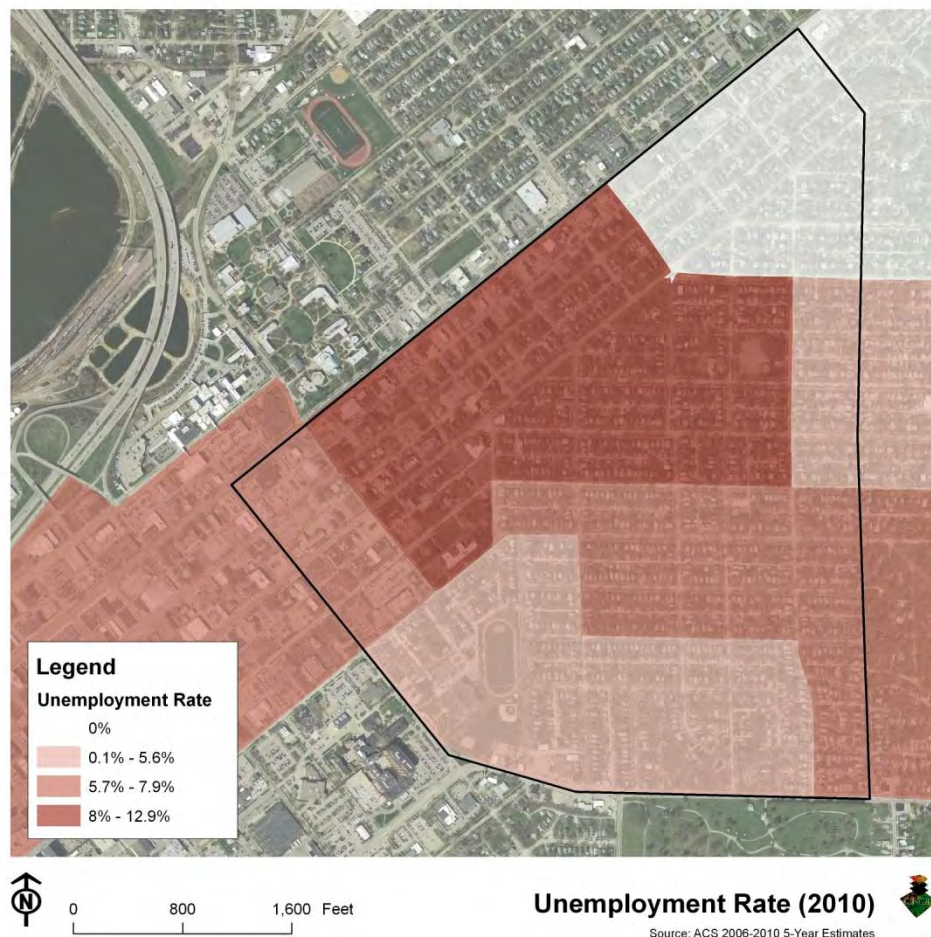 Legend
Unemployment Rate
0%
0.1% - 5.6%
5.7% - 7.9%
8% - 12.9%
N
0 800 1,600 Feet
Unemployment Rate (2010)
Source: ACS 2006-2010 5-Year Estimates